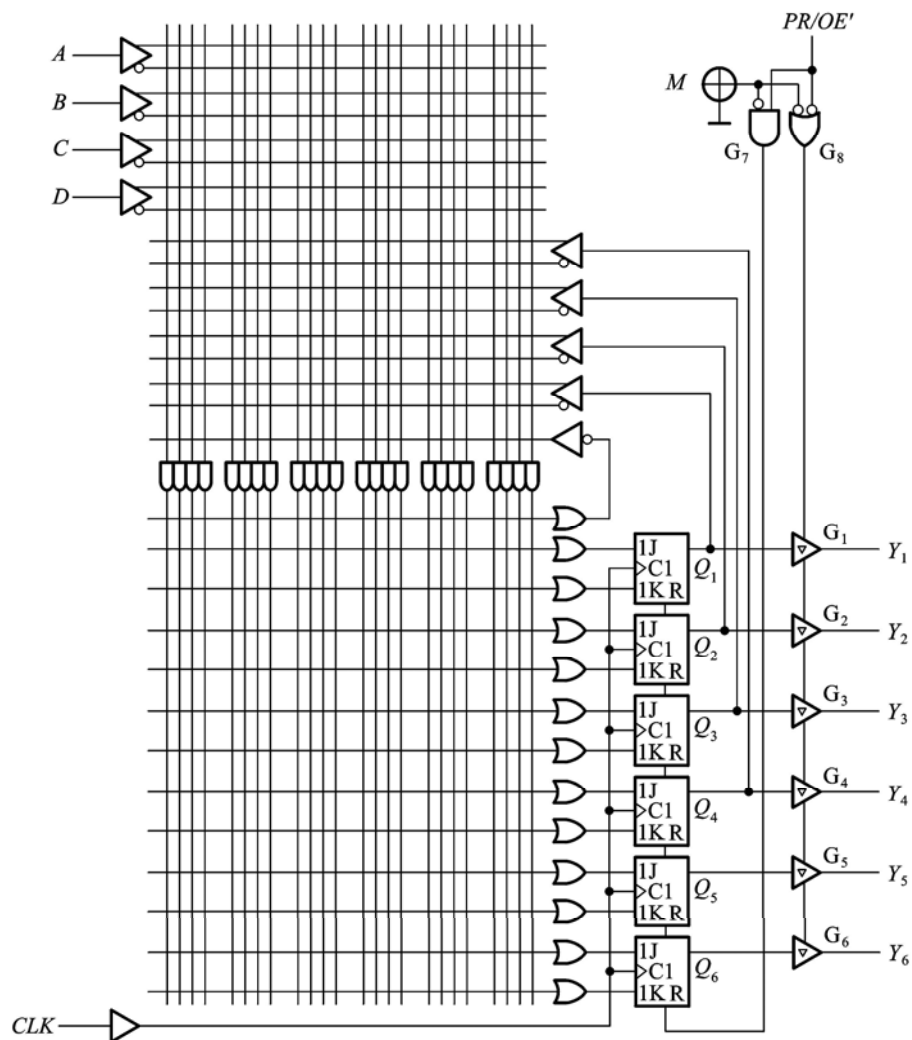 PR/OE'
A
M
B
C
G7
G8
D
1J
C1
1K R
Q1
G1
Y1
1J
C1
1K R
Q2
G2
Y2
1J
C1
1K R
Q3
G3
Y3
1J
C1
1K R
Q4
G4
Y4
1J
C1
1K R
Q5
G5
Y5
1J
C1
1K R
Q6
G6
Y6
CLK